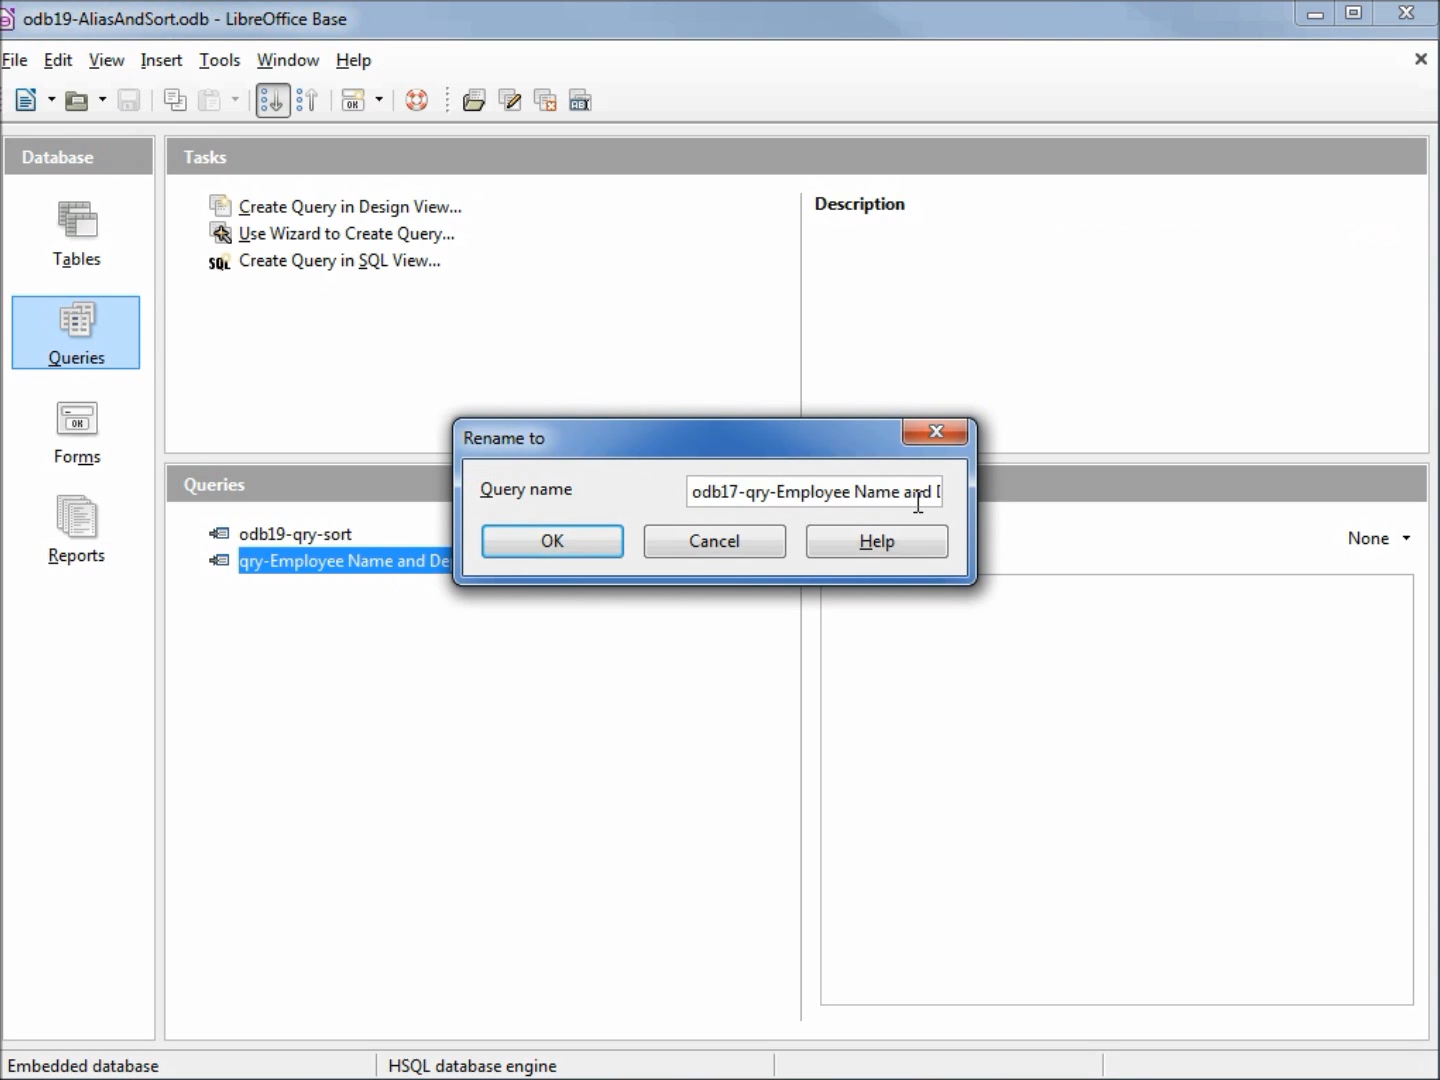 odb19-AliasAndSort.odb - LibreOffice Base
File Edit View Insert Tools Window Help
OK
Database
Tables
Queries
OK
Forms
Reports
Tasks
Create Query in Design View...
Use Wizard to Create Query...
SQL Create Query in SQL View...
Description
Rename to
Query name
odb17-qry-Employee Name and
OK Cancel Help
Queries
odb19-qry-sort
qry-Employee Name and De
None
Embedded database
HSQL database engine